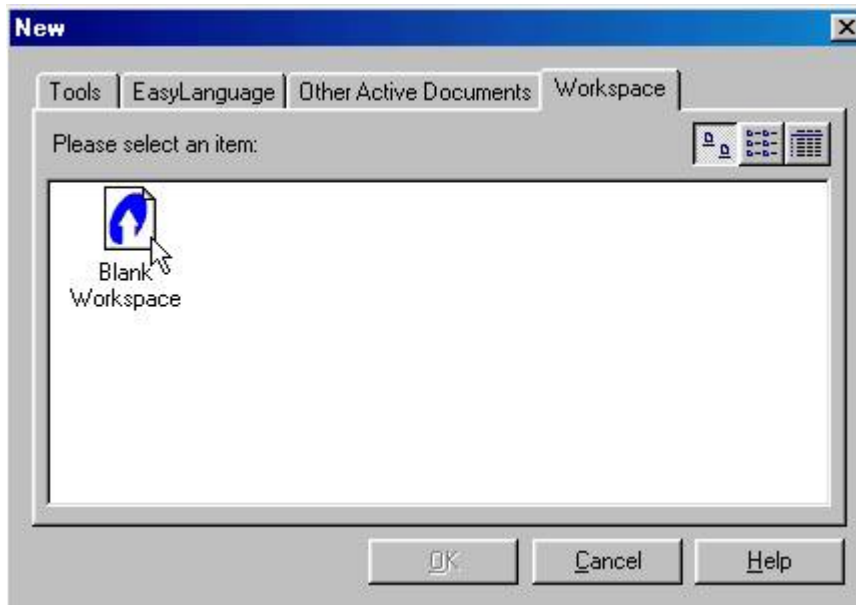 New
Tools EasyLanguage Other Active Documents Workspace
Please select an item:
Blank
Workspace
OK Cancel Help